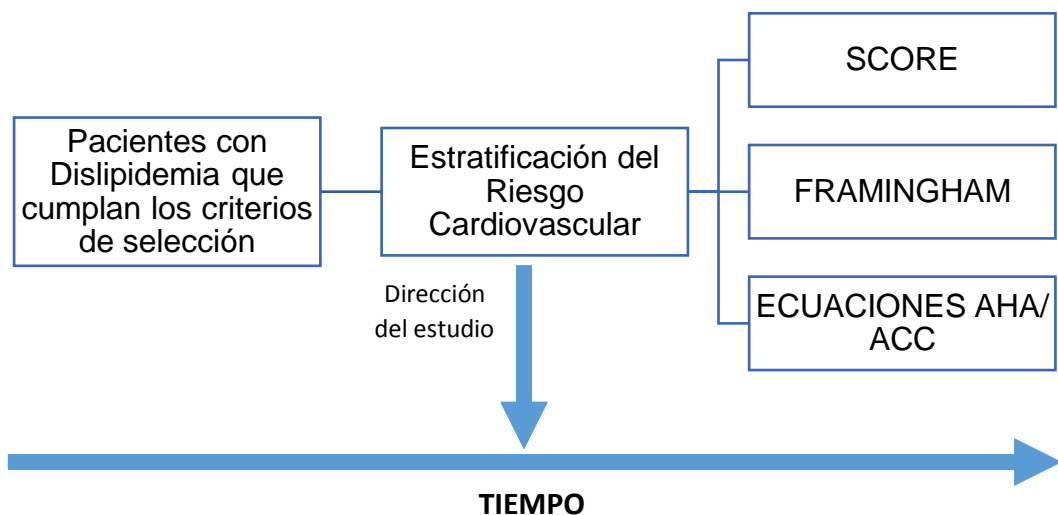 Pacientes con
Dislipidemia que
cumplan los criterios
de selección
Estratificación del
Riesgo
Cardiovascular
SCORE
FRAMINGHAM
ECUACIONES AHA/
ACC
Dirección
del estudio
TIEMPO